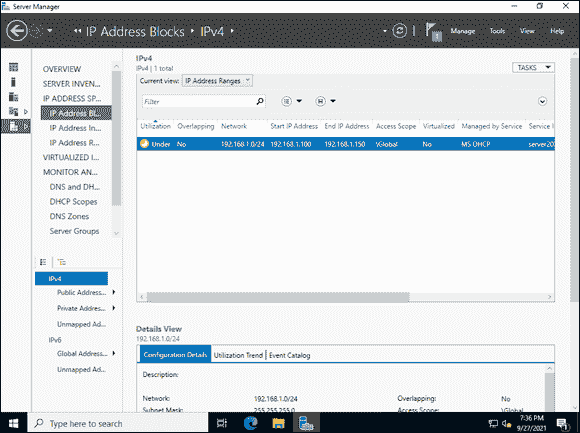 Server Manager
IP Address Blocks IPv4
Manage Tools View Help
OVERVIEW
SERVER INVEN...
IP ADDRESS SP...
IP Address Bl...
IP Address In...
IP Address R...
VIRTUALIZED I...
MONITOR AN...
DNS and DH...
DHCP Scopes
DNS Zones
Server Groups
IPv4
Public Address...
Private Address...
Unmapped Ad...
IPv6
Global Address...
Unmapped Ad...
IPv4
IPv4 | 1 total
TASKS
Current view: IP Address Ranges
Filter
Utilization Overlapping Network Start IP Address End IP Address Access Scope Virtualized Managed by Service Service I
Under No 192.168.1.0/24 192.168.1.100 192.168.1.150 \Global No MS DHCP server20
Details View
192.168.1.0/24
Configuration Details Utilization Trend Event Catalog
Description:
Network: 192.168.1.0/24 Overlapping: No
Subnet Mask: 255.255.255.0 Access Scope: \Global
Type here to search
7:36 PM
9/27/2021